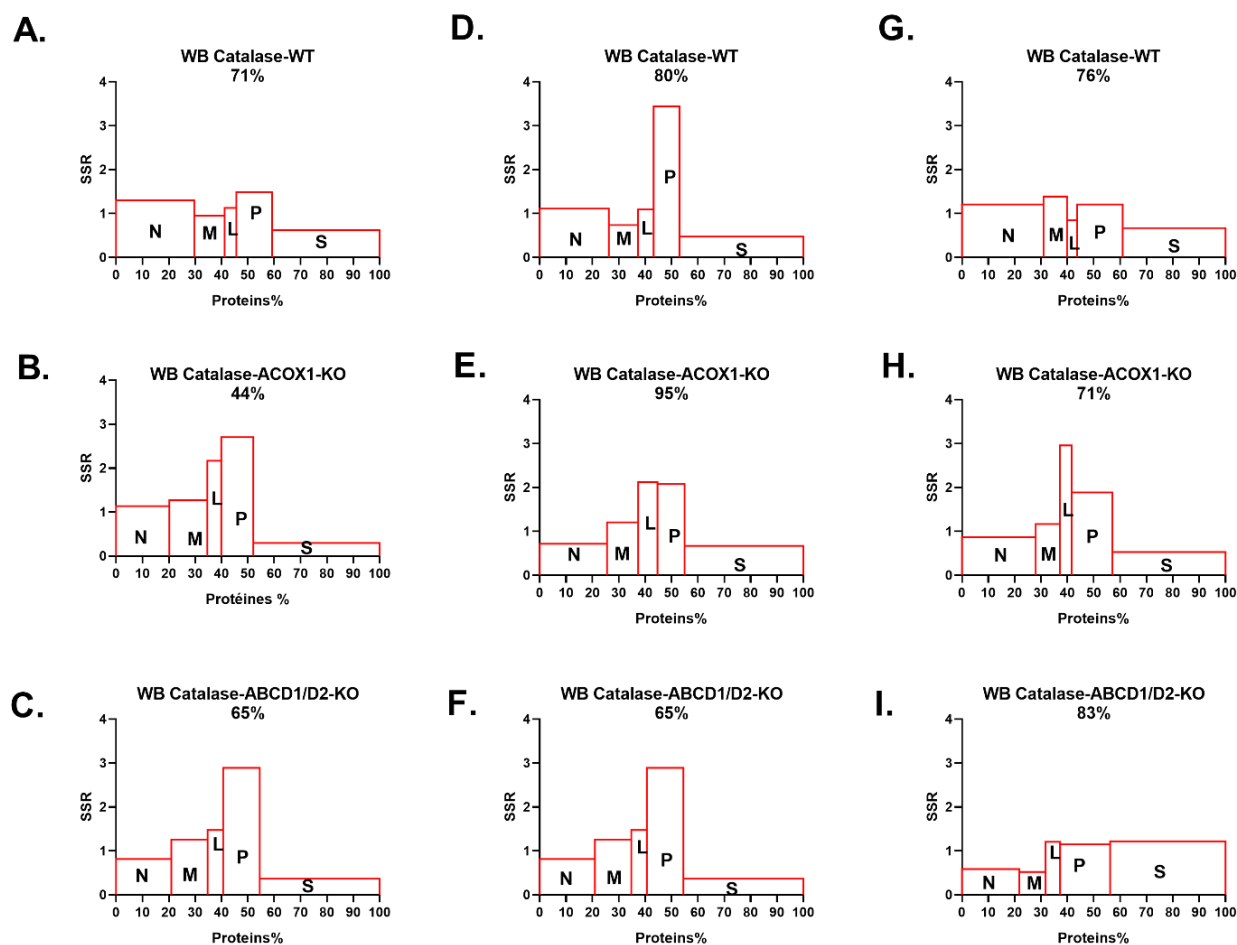 A.
WB Catalase-WT
71%
4
3
2
1
0
SSR
N
M
L
P
S
0 10 20 30 40 50 60 70 80 90 100
Proteins%
D.
WB Catalase-WT
80%
4
3
2
1
0
SSR
N
M
L
P
S
0 10 20 30 40 50 60 70 80 90 100
Proteins%
G.
WB Catalase-WT
76%
4
3
2
1
0
SSR
N
M
L
P
S
0 10 20 30 40 50 60 70 80 90 100
Proteins%
B.
WB Catalase-ACOX1-KO
44%
4
3
2
1
0
SSR
N
M
L
P
S
0 10 20 30 40 50 60 70 80 90 100
Protéines %
E.
WB Catalase-ACOX1-KO
95%
4
3
2
1
0
SSR
N
M
L
P
S
0 10 20 30 40 50 60 70 80 90 100
Proteins%
H.
WB Catalase-ACOX1-KO
71%
4
3
2
1
0
SSR
N
M
L
P
S
0 10 20 30 40 50 60 70 80 90 100
Proteins%
C.
WB Catalase-ABCD1/D2-KO
65%
4
3
2
1
0
SSR
N
M
L
P
S
0 10 20 30 40 50 60 70 80 90 100
Proteins%
F.
WB Catalase-ABCD1/D2-KO
65%
4
3
2
1
0
SSR
N
M
L
P
S
0 10 20 30 40 50 60 70 80 90 100
Proteins%
I.
WB Catalase-ABCD1/D2-KO
83%
4
3
2
1
0
SSR
N
M
L
P
S
0 10 20 30 40 50 60 70 80 90 100
Proteins%